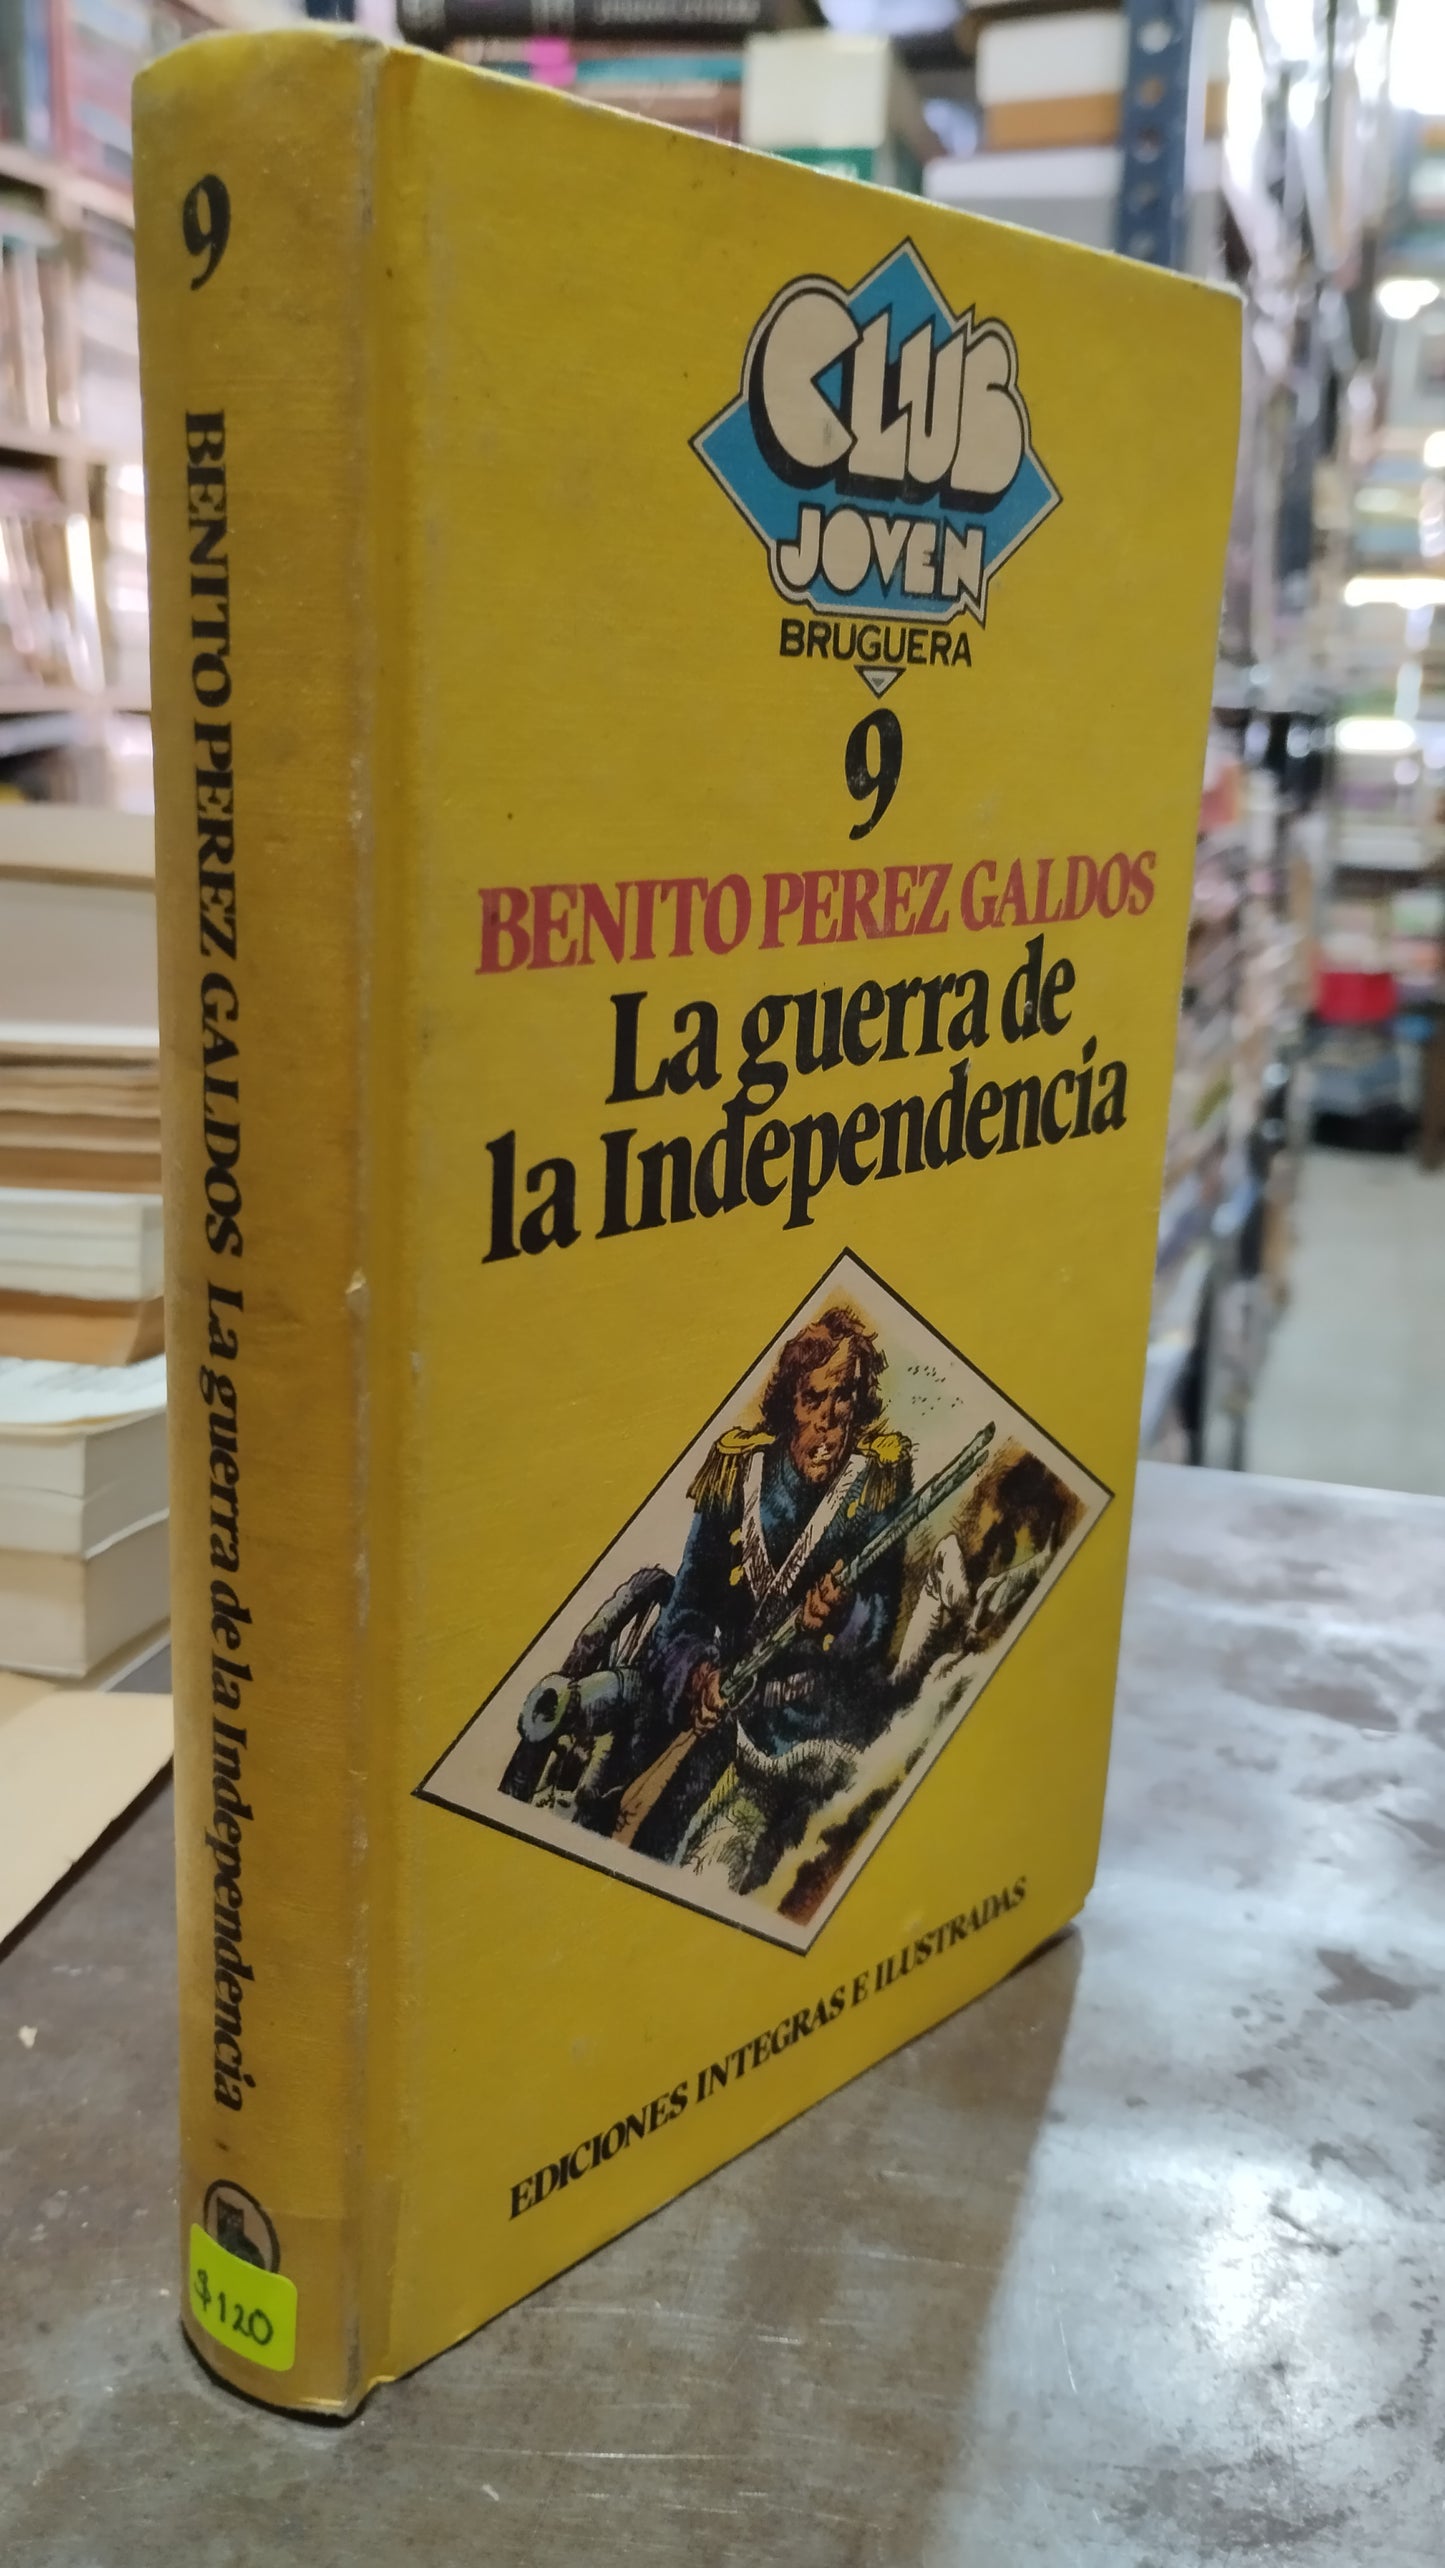 9
BENITO PEREZ GALDOS La guerra de la Independencia
$120
CLUB
JOVEN
BRUGUERA
9
BENITO PEREZ GALDOS
La guerra de
la Independencia
EDICIONES INTEGRAS E ILUSTRADAS